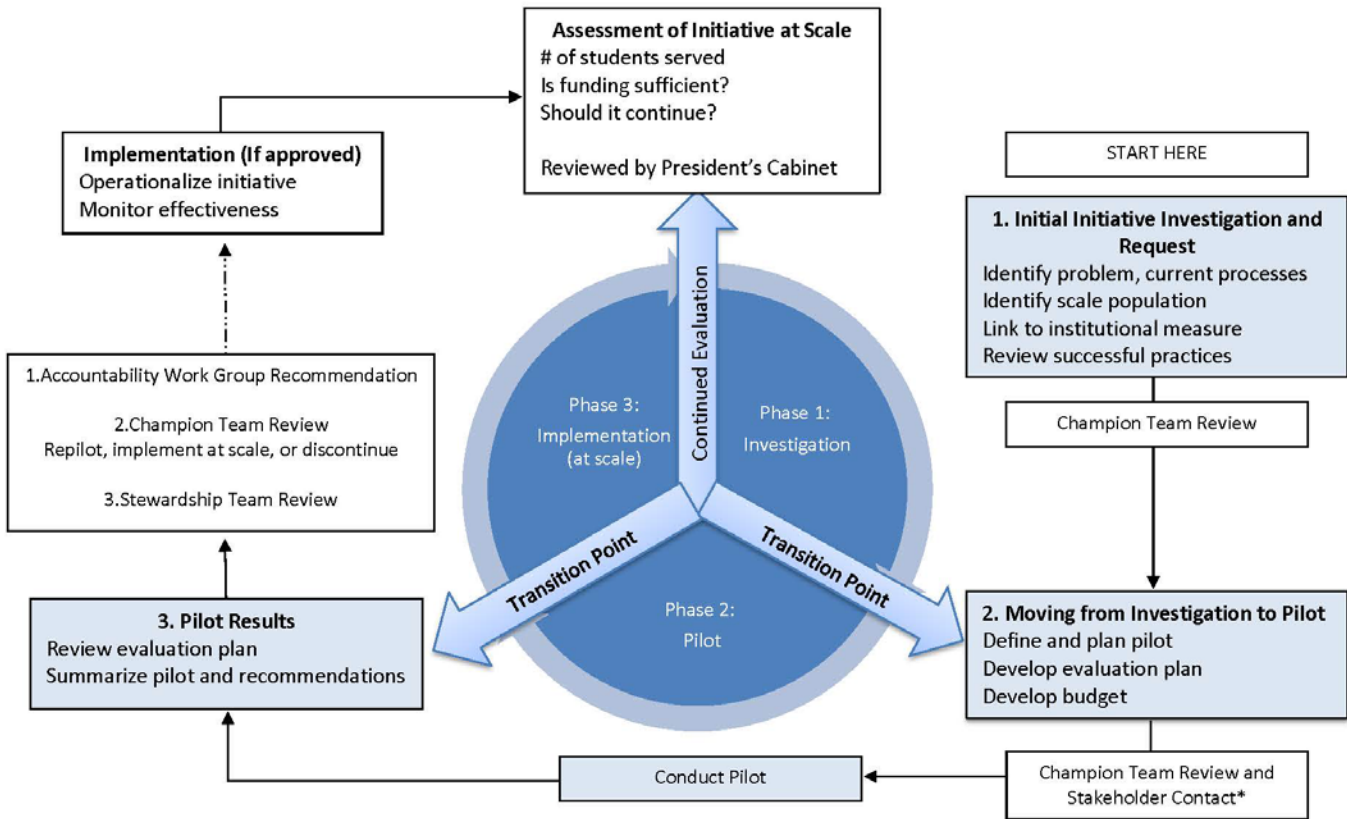 Assessment of Initiative at Scale
# of students served
Is funding sufficient?
Should it continue?
Reviewed by President's Cabinet
Implementation (If approved)
Operationalize initiative
Monitor effectiveness
START HERE
1. Initial Initiative Investigation and
Request
Identify problem, current processes
Identify scale population
Link to institutional measure
Review successful practices
Champion Team Review
1.Accountability Work Group Recommendation
2.Champion Team Review
Repilot, implement at scale, or discontinue
3.Stewardship Team Review
Continued Evaluation
Phase 3:
Implementation
(at scale)
Phase 1:
Investigation
Transition Point
Transition Point
Phase 2:
Pilot
3. Pilot Results
Review evaluation plan
Summarize pilot and recommendations
2. Moving from Investigation to Pilot
Define and plan pilot
Develop evaluation plan
Develop budget
Conduct Pilot
Champion Team Review and
Stakeholder Contact*